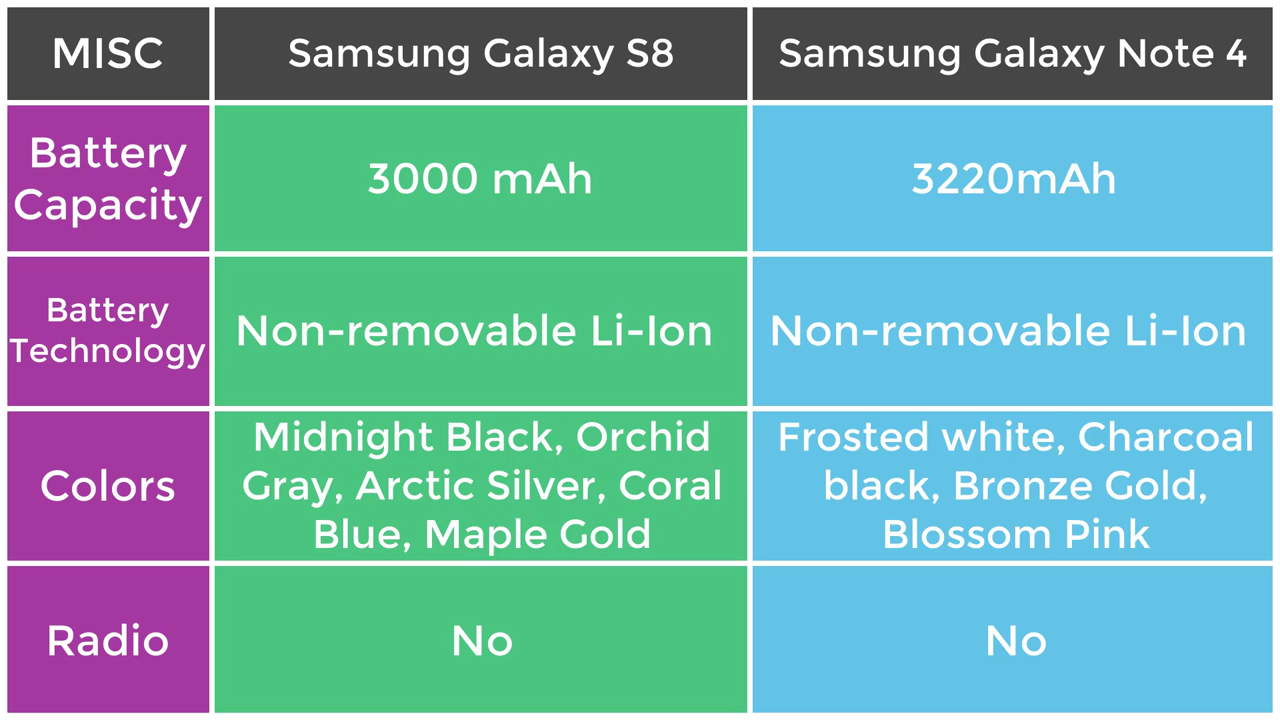 MISC
Samsung Galaxy S8
Samsung Galaxy Note 4
Battery
Capacity
3000 mAh
3220mAh
Battery
Technology
Non-removable Li-Ion
Non-removable Li-Ion
Colors
Midnight Black, Orchid
Gray, Arctic Silver, Coral
Blue, Maple Gold
Frosted white, Charcoal
black, Bronze Gold,
Blossom Pink
Radio
No
No